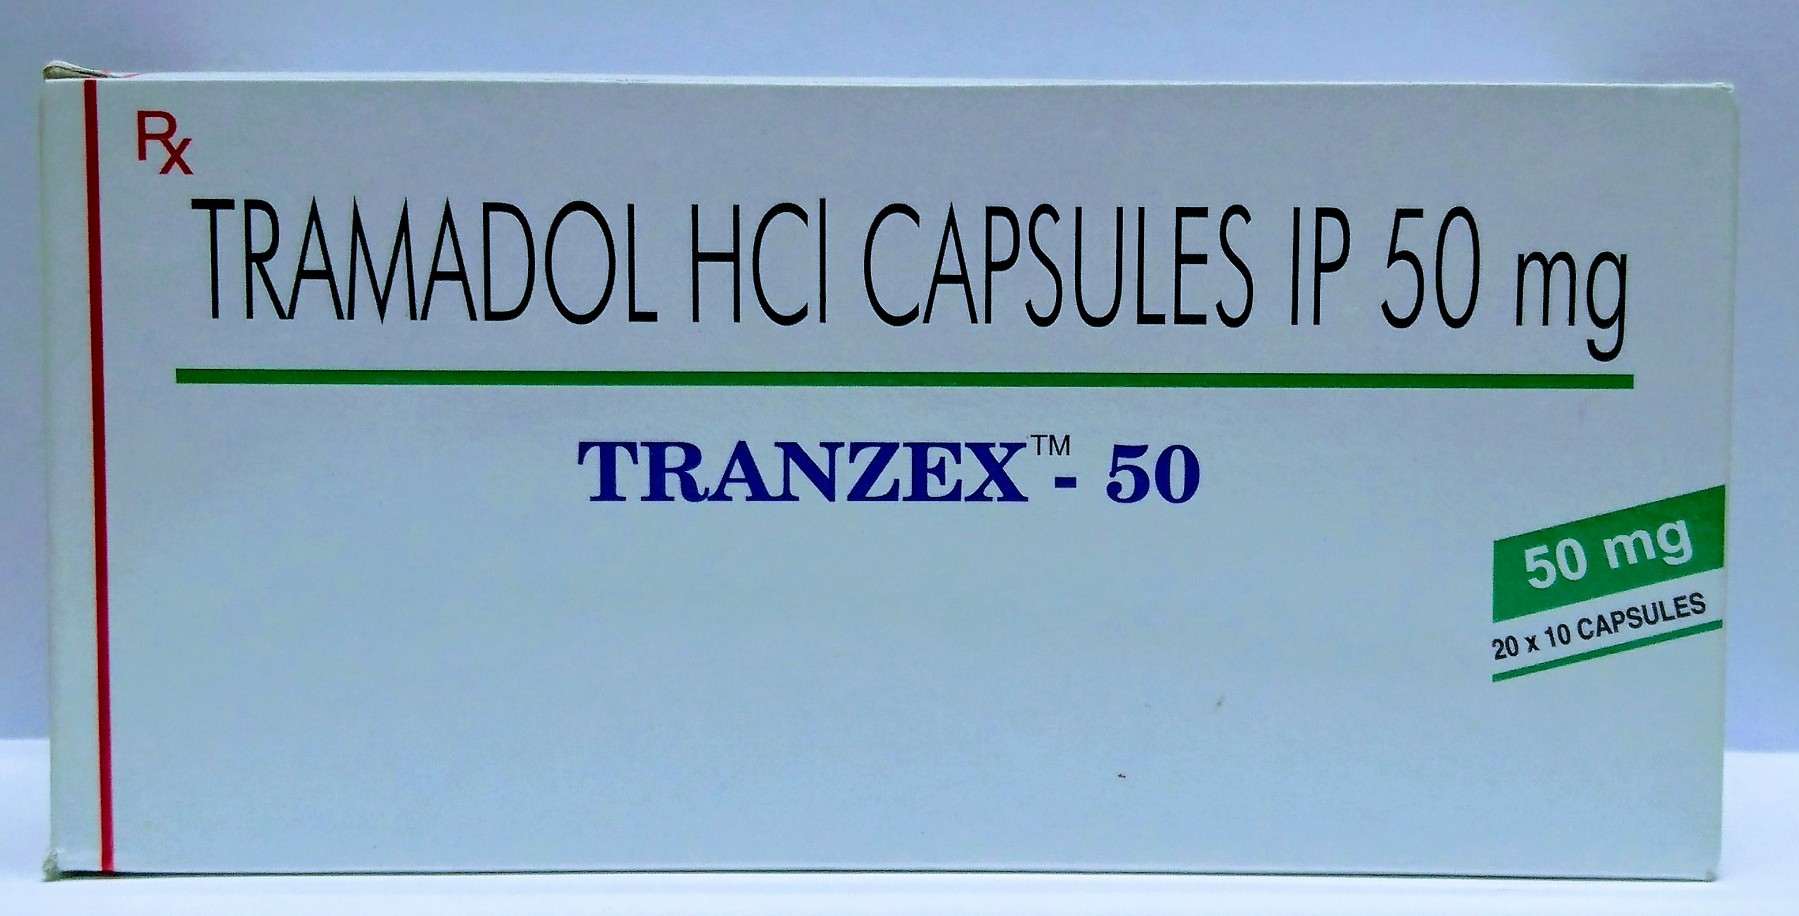 Rx
TRAMADOL HCl CAPSULES IP 50 mg
TRANZEX™- 50
50 mg
20 x 10 CAPSULES